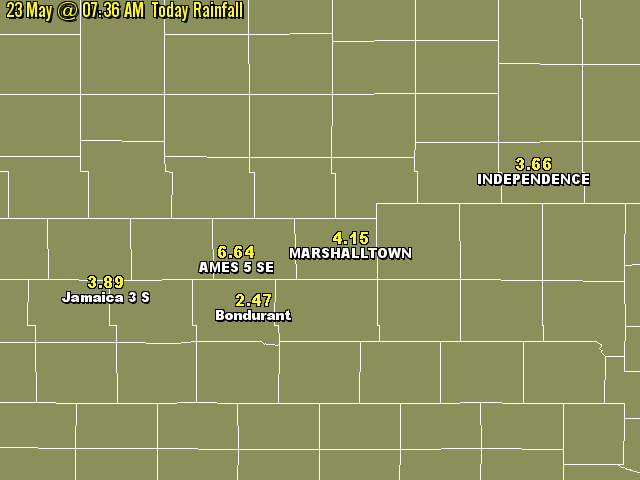 23 May @ 07:36 AM Today Rainfall
3.66
INDEPENDENCE
4.15
MARSHALLTOWN
6.64
AMES 5 SE
3.89
Jamaica 3 S
2.47
Bondurant